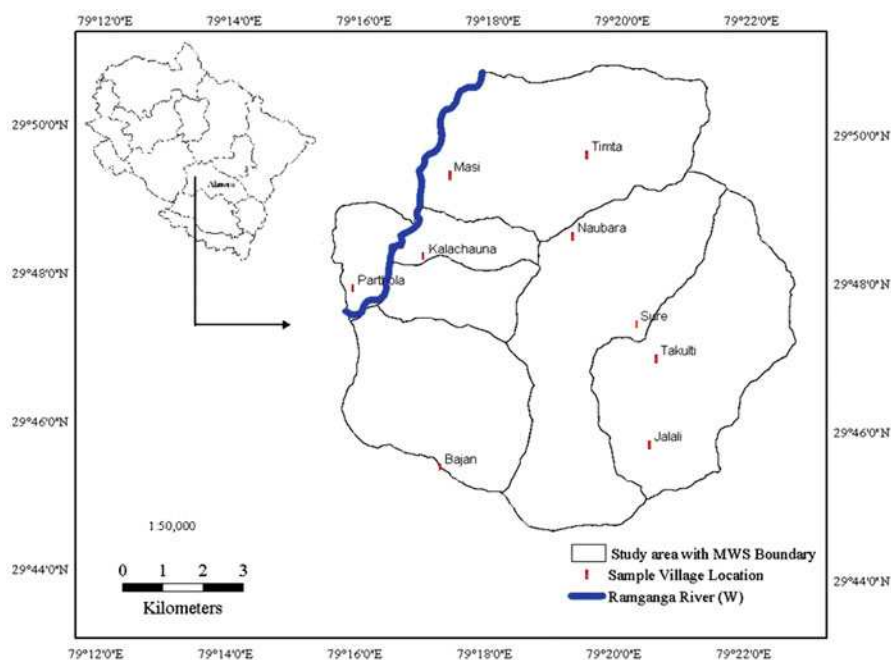 79°12'0"E 79°14'0"E 79°16'0"E 79°18'0"E 79°20'0"E 79°22'0"E
29°50'0"N
29°50'0"N
Almora
Masi
Timta
Naubara
Kalachauna
29°48'0"N
29°48'0"N
Sure
Takulti
29°46'0"N
29°46'0"N
Jalali
Bajan
1:50,000
0 1 2 3
Kilometers
Study area with MWS Boundary
Sample Village Location
Ramganga River (W)
29°44'0"N
29°44'0"N
79°12'0"E 79°14'0"E 79°16'0"E 79°18'0"E 79°20'0"E 79°22'0"E